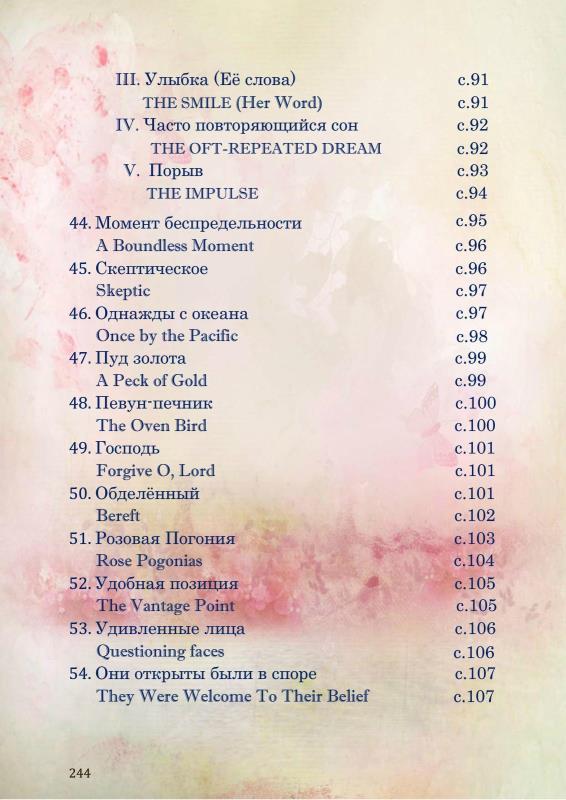 III. Улыбка (Её слова) с.91
THE SMILE (Her Word) с.91
IV. Часто повторяющийся сон с.92
THE OFT-REPEATED DREAM с.92
V. Порыв с.93
THE IMPULSE с.94
44. Момент беспредельности с.95
A Boundless Moment с.96
45. Скептическое с.96
Skeptic с.97
46. Однажды с океана с.97
Once by the Pacific с.98
47. Пуд золота с.99
A Peck of Gold с.99
48. Певун-печник с.100
The Oven Bird с.100
49. Господь с.101
Forgive O, Lord с.101
50. Обделённый с.101
Bereft с.102
51. Розовая Погония с.103
Rose Pogonias с.104
52. Удобная позиция с.105
The Vantage Point с.105
53. Удивленные лица с.106
Questioning faces с.106
54. Они открыты были в споре с.107
They Were Welcome To Their Belief с.107
244